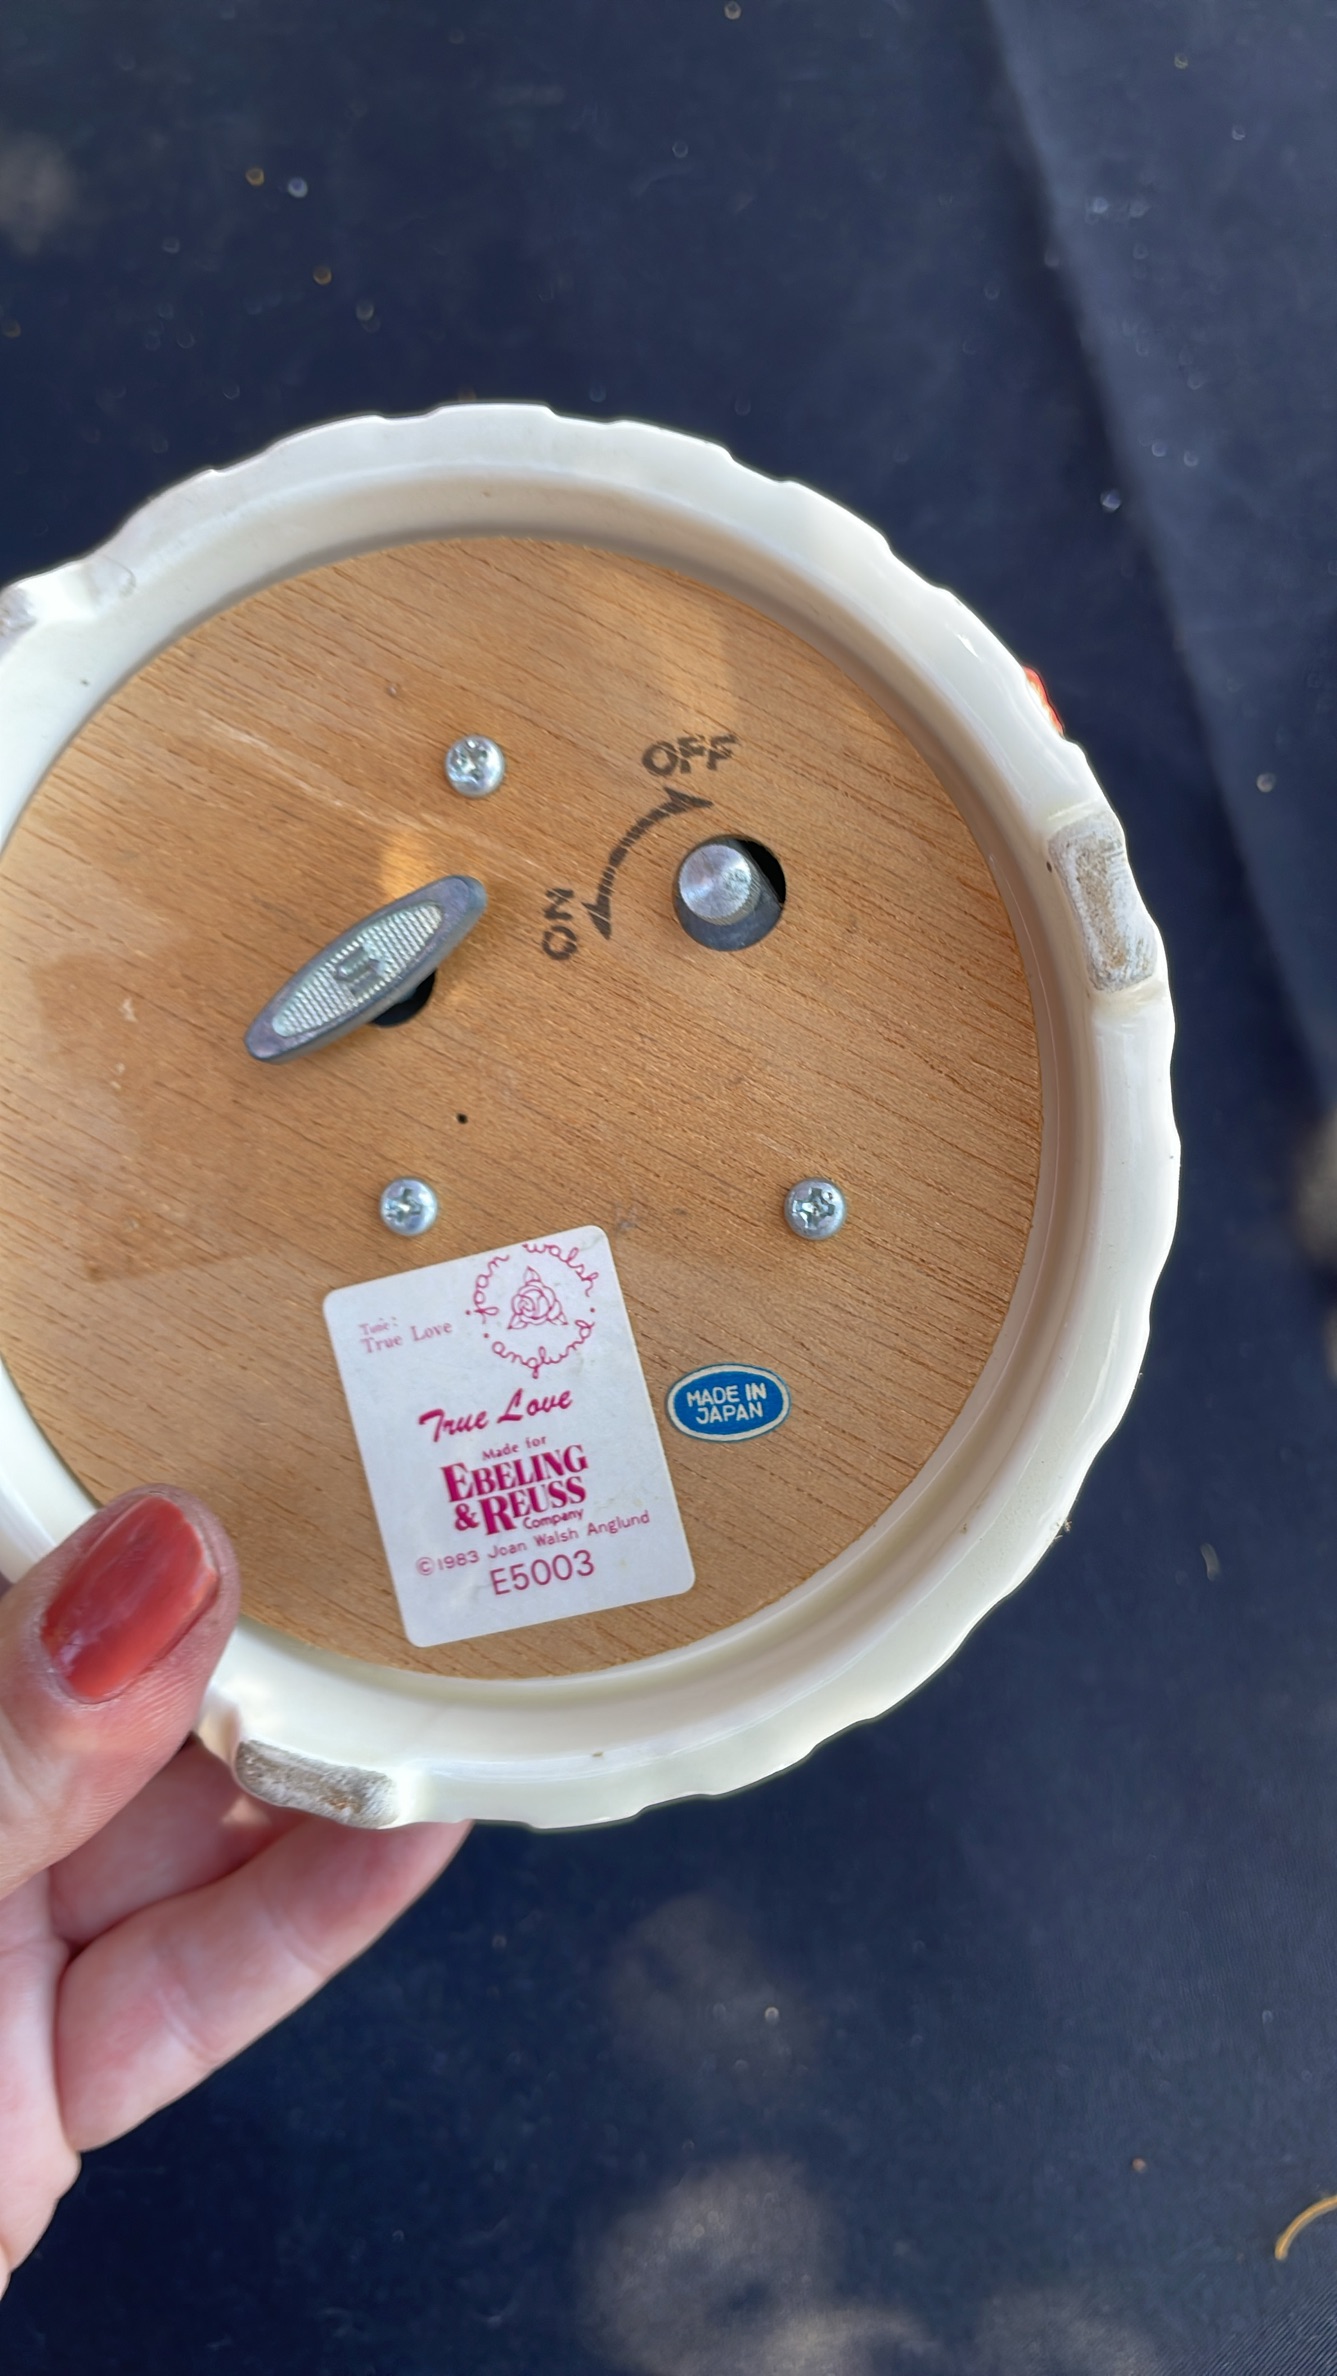 OFF
ON
joan walsh anglund
Tune:
True Love
True Love
Made for
EBELING
& REUSS
Company
©1983 Joan Walsh Anglund
E5003
MADE IN
JAPAN